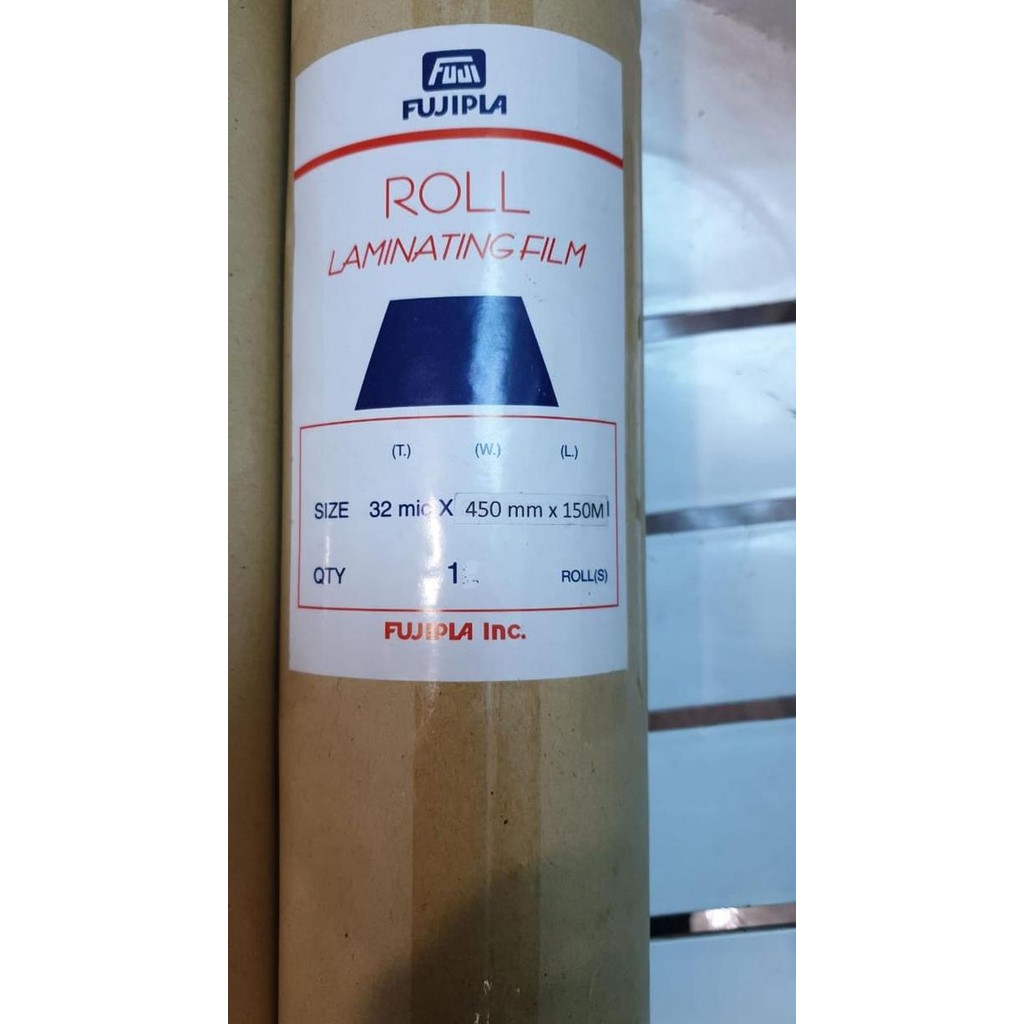 FUJI
FUJIPLA
ROLL
LAMINATING FILM
(T.) (W.) (L.)
SIZE 32 mic X 450 mm x 150M
QTY 1 ROLL(S)
FUJIPLA Inc.